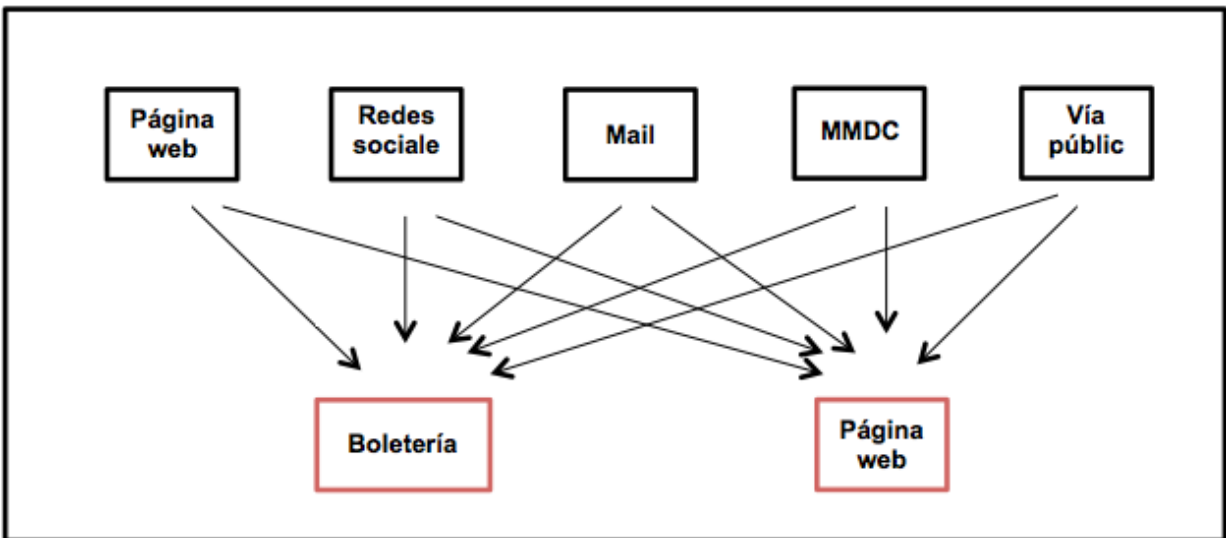 Página
web
Redes
sociale
Mail
MMDC
Vía
públic
Boletería
Página
web